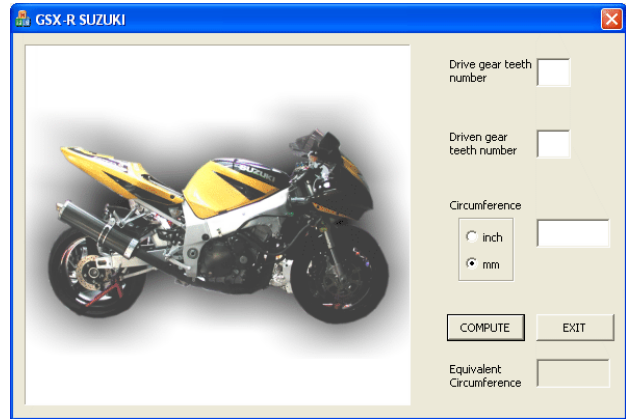 GSX-R SUZUKI
Drive gear teeth
number
Driven gear
teeth number
Circumference
inch
mm
COMPUTE
EXIT
Equivalent
Circumference
SUZUKI